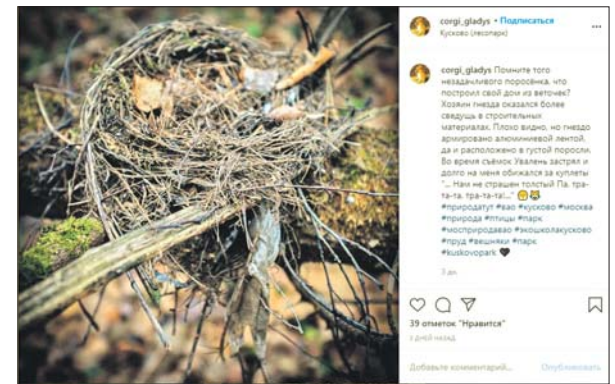 corgi_gladys • Подписаться
Кусково (лесопарк)
corgi_gladys Помните того
незадачливого поросёнка, что
построил свой дом из веточек?
Хозяин гнезда оказался более
сведущ в строительных
материалах. Плохо видно, но гнездо
армировано алюминиевой лентой,
да и расположено в густой поросли.
Во время съёмок Увалень застрял и
долго на меня обижался за куплеты
"... Нам не страшен толстый Па, тра-
та-та, тра-та-та!..."
#природатут #вао #кусково #москва
#природа #птицы #парк
#мосприродавао #экошколакусково
#пруд #вешняки #парк
#kuskovopark
3 дн.
39 отметок "Нравится"
3 ДНЕЙ НАЗАД
Добавьте комментарий...
Опубликовать